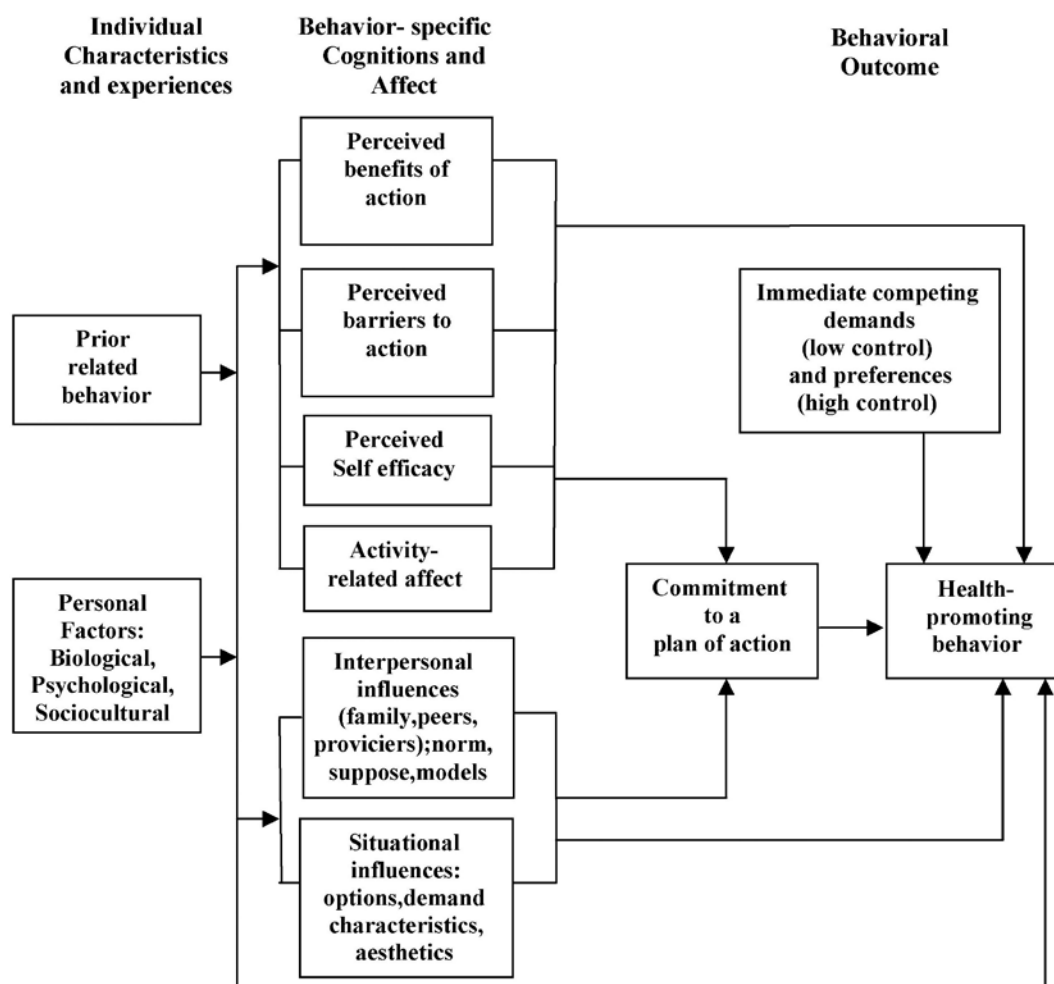 Individual
Characteristics
and experiences
Behavior- specific
Cognitions and
Affect
Behavioral
Outcome
Perceived
benefits of
action
Perceived
barriers to
action
Perceived
Self efficacy
Activity-
related affect
Prior
related
behavior
Personal
Factors:
Biological,
Psychological,
Sociocultural
Interpersonal
influences
(family,peers,
proviciers);norm,
suppose,models
Situational
influences:
options,demand
characteristics,
aesthetics
Immediate competing
demands
(low control)
and preferences
(high control)
Commitment
to a
plan of action
Health-
promoting
behavior